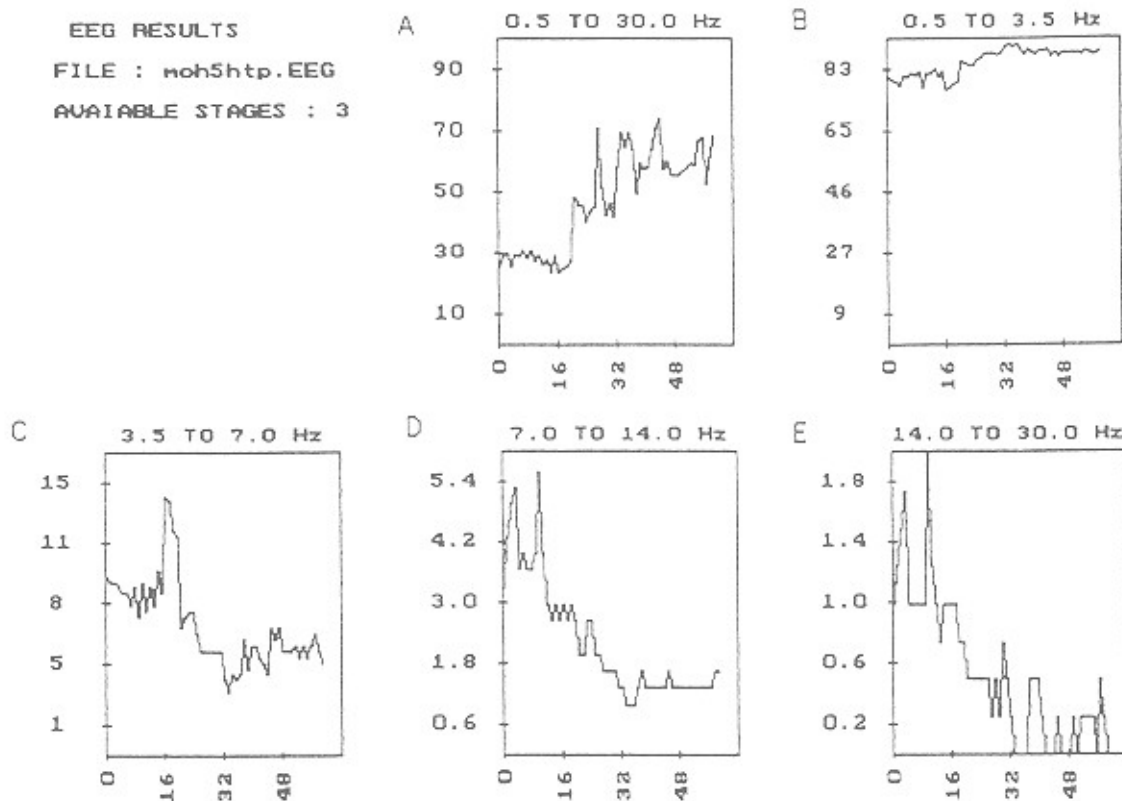 EEG RESULTS
FILE : moh5htp.EEG
AVAIABLE STAGES : 3
A
0.5 TO 30.0 Hz
90
70
50
30
10
0 16 32 48
B
0.5 TO 3.5 Hz
83
65
46
27
9
0 16 32 48
C
3.5 TO 7.0 Hz
15
11
8
5
1
0 16 32 48
D
7.0 TO 14.0 Hz
5.4
4.2
3.0
1.8
0.6
0 16 32 48
E
14.0 TO 30.0 Hz
1.8
1.4
1.0
0.6
0.2
0 16 32 48